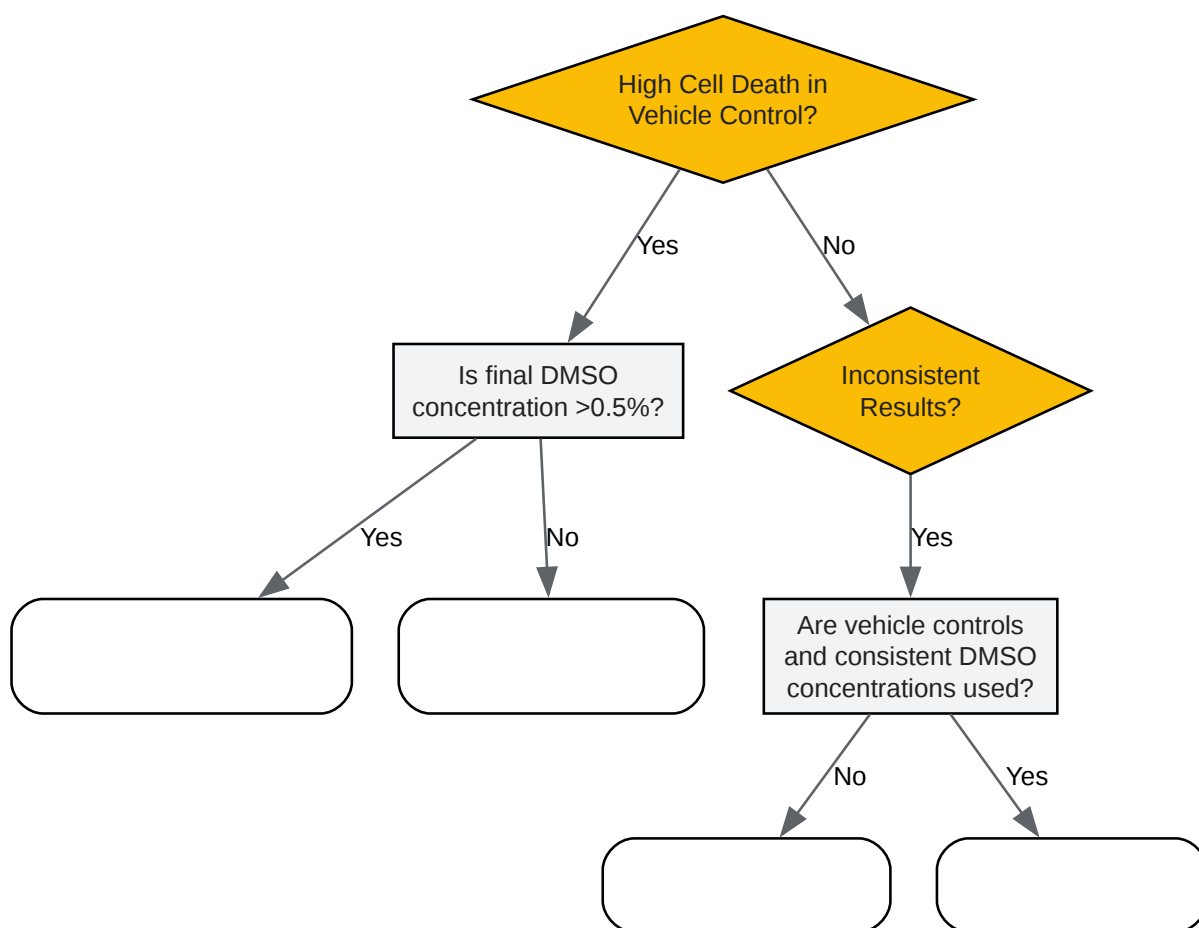 High Cell Death in
Vehicle Control?
Yes
No
Is final DMSO
concentration >0.5%?
Inconsistent
Results?
Yes
No
Yes
Are vehicle controls
and consistent DMSO
concentrations used?
No
Yes